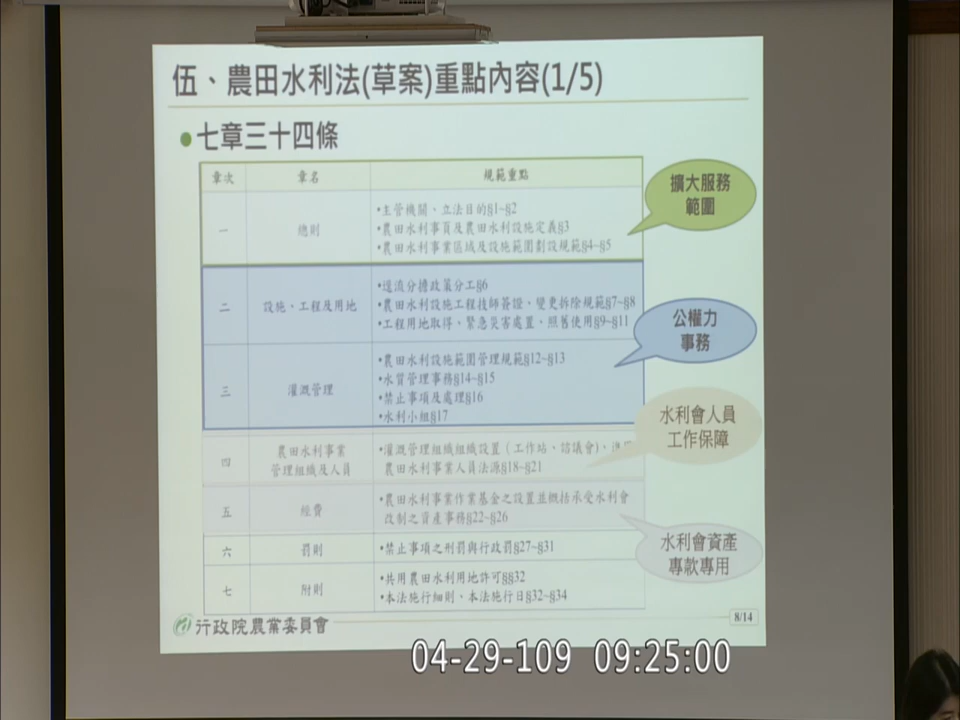 伍、農田水利法(草案)重點內容(1/5)
●七章三十四條
章次 章名 規範重點
一 總則
•主管機關、立法目的§1~§2
•農田水利事項及農田水利設施定義§3
•農田水利事業區域及設施範圍劃設規範§4~§5
擴大服務
範圍
二 設施、工程及用地
•逕流分擔政策分工§6
•農田水利設施工程技師簽證、變更拆除規範§7~§8
•工程用地取得、緊急災害處置、照舊使用§9~§11
公權力
事務
三 灌溉管理
•農田水利設施範圍管理規範§12~§13
•水質管理事務§14~§15
•禁止事項及處理§16
•水利小組§17
四 農田水利事業
管理組織及人員
•灌溉管理組織組織設置(工作站、諮議會)、
農田水利事業人員法源§18~§21
水利會人員
工作保障
五 經費
•農田水利事業作業基金之設置並概括承受水利會
改制之資產事務§22~§26
水利會資產
專款專用
六 罰則
•禁止事項之刑罰與行政罰§27~§31
七 附則
•共用農田水利用地許可§§32
•本法施行細則、本法施行日§32~§34
行政院農業委員會
8/14
04-29-109 09:25:00